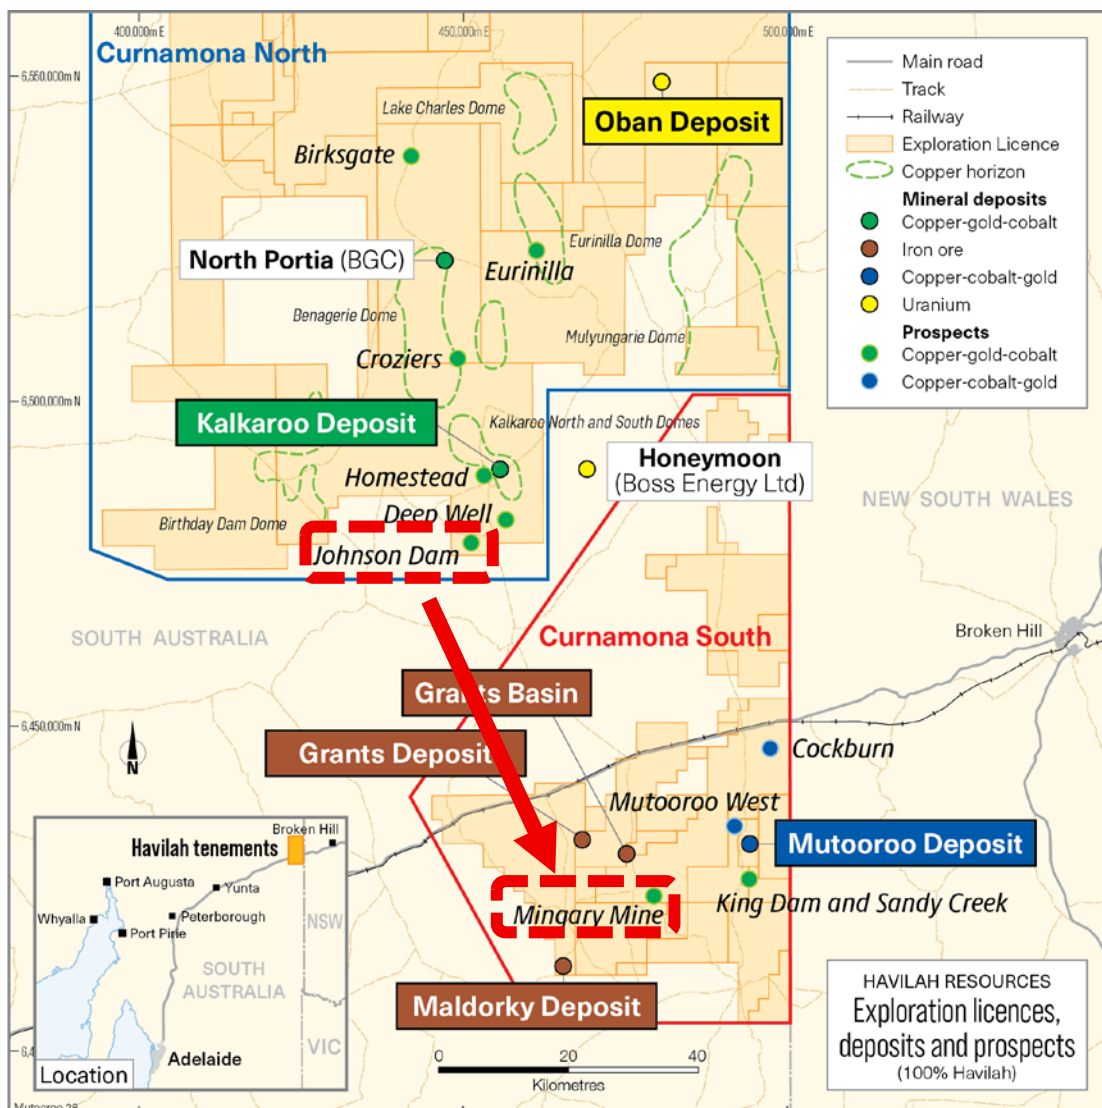 400,000m E
450,000m E
500,000m E
Curnamona North
6,550,000m N
Lake Charles Dome
Oban Deposit
Birksgate
North Portia (BGC)
Eurinilla Dome
Eurinilla
Benagerie Dome
Mulyungarie Dome
Croziers
6,500,000m N
Kalkaroo Deposit
Kalkaroo North and South Domes
Homestead
Honeymoon
(Boss Energy Ltd)
Deep Well
Birthday Dam Dome
Johnson Dam
Main road
Track
Railway
Exploration Licence
Copper horizon
Mineral deposits
Copper-gold-cobalt
Iron ore
Copper-cobalt-gold
Uranium
Prospects
Copper-gold-cobalt
Copper-cobalt-gold
NEW SOUTH WALES
SOUTH AUSTRALIA
Curnamona South
Broken Hill
Grants Basin
6,450,000m N
Grants Deposit
Cockburn
N
Mutooroo West
Mutooroo Deposit
King Dam and Sandy Creek
Mingary Mine
Maldorky Deposit
Broken Hill
Havilah tenements
Port Augusta
Yunta
Whyalla
Peterborough
NSW
Port Pirie
SOUTH
AUSTRALIA
VIC
Adelaide
Location
0
20
40
Kilometres
HAVILAH RESOURCES
Exploration licences,
deposits and prospects
(100% Havilah)